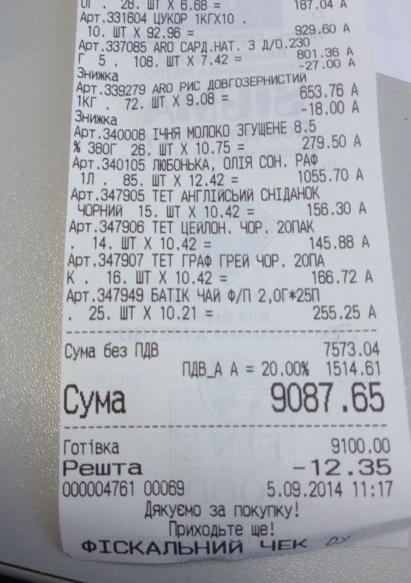 28. ШТ X 6.68 = 187.04 А
Арт.331604 ЦУКОР 1КГХ10 .
10. ШТ X 92.96 = 929.60 А
Арт.337085 ARO САРД.НАТ. З Д/О.230
Г 5 . 108. ШТ X 7.42 = 801.36 А
Знижка -27.00 А
Арт.339279 ARO РИС ДОВГОЗЕРНИСТИЙ
1КГ . 72. ШТ X 9.08 = 653.76 А
Знижка -18.00 А
Арт.340008 ІЧНЯ МОЛОКО ЗГУЩЕНЕ 8.5
% 380Г 26. ШТ X 10.75 = 279.50 А
Арт.340105 ЛЮБОНЬКА, ОЛІЯ СОН. РАФ
1Л . 85. ШТ X 12.42 = 1055.70 А
Арт.347905 ТЕТ АНГЛІЙСЬИЙ СНІДАНОК
ЧОРНИЙ 15. ШТ X 10.42 = 156.30 А
Арт.347906 ТЕТ ЦЕЙЛОН. ЧОР. 20ПАК
. 14. ШТ X 10.42 = 145.88 А
Арт.347907 ТЕТ ГРАФ ГРЕЙ ЧОР. 20ПА
К . 16. ШТ X 10.42 = 166.72 А
Арт.347949 БАТІК ЧАЙ Ф/П 2,0Г*25П
. 25. ШТ X 10.21 = 255.25 А
Сума без ПДВ 7573.04
ПДВ_А А = 20.00% 1514.61
Сума 9087.65
Готівка 9100.00
Решта -12.35
000004761 00069 5.09.2014 11:17
Дякуємо за покупку!
Приходьте ще!
ФІСКАЛЬНИЙ ЧЕК